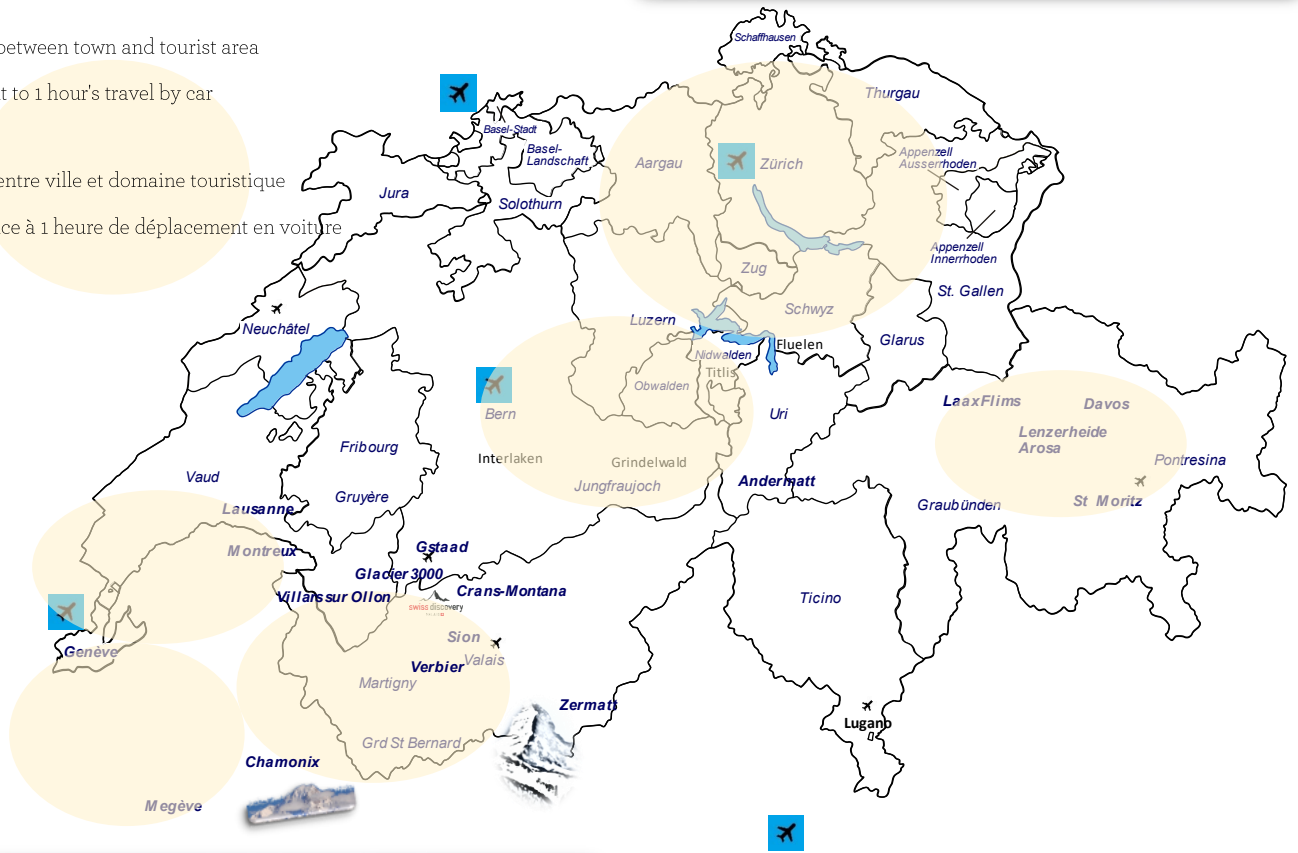 between town and tourist area
t to 1 hour's travel by car
entre ville et domaine touristique
ce à 1 heure de déplacement en voiture
Schaffhausen
Thurgau
Basel-Stadt
Basel-
Landschaft
Aargau
Zürich
Appenzell
Ausserrhoden
Jura
Solothurn
Appenzell
Innerrhoden
Zug
St. Gallen
Schwyz
Luzern
Neuchâtel
Fluelen
Glarus
Nidwalden
Titlis
Obwalden
LaaxFlims
Davos
Bern
Uri
Lenzerheide
Arosa
Fribourg
Interlaken
Grindelwald
Pontresina
Vaud
Jungfraujoch
Andermatt
Gruyère
St Moritz
Graubünden
Lausanne
Montreux
Gstaad
Glacier 3000
Crans-Montana
Villars sur Ollon
swiss discovery
Ticino
Sion
Genève
Verbier
Valais
Martigny
Zermatt
Lugano
Grd St Bernard
Chamonix
Megève